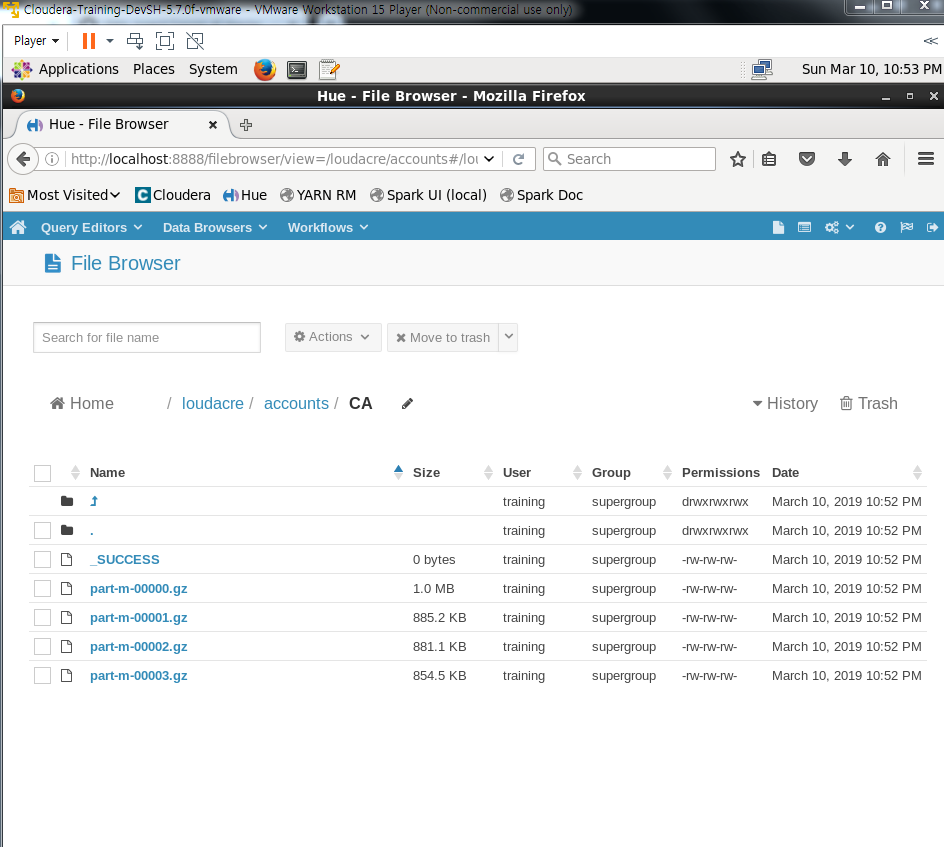 Cloudera-Training-DevSH-5.7.0f-vmware - VMware Workstation 15 Player (Non-commercial use only)
Player
<<
Applications Places System Sun Mar 10, 10:53 PM
Hue - File Browser - Mozilla Firefox
Hue - File Browser
http://localhost:8888/filebrowser/view=/loudacre/accounts#/lou Search
Most Visited Cloudera Hue YARN RM Spark UI (local) Spark Doc
Query Editors Data Browsers Workflows
File Browser
Search for file name Actions Move to trash
Home / loudacre / accounts / CA History Trash
Name Size User Group Permissions Date
training supergroup drwxrwxrwx March 10, 2019 10:52 PM
. training supergroup drwxrwxrwx March 10, 2019 10:52 PM
_SUCCESS 0 bytes training supergroup -rw-rw-rw- March 10, 2019 10:52 PM
part-m-00000.gz 1.0 MB training supergroup -rw-rw-rw- March 10, 2019 10:52 PM
part-m-00001.gz 885.2 KB training supergroup -rw-rw-rw- March 10, 2019 10:52 PM
part-m-00002.gz 881.1 KB training supergroup -rw-rw-rw- March 10, 2019 10:52 PM
part-m-00003.gz 854.5 KB training supergroup -rw-rw-rw- March 10, 2019 10:52 PM